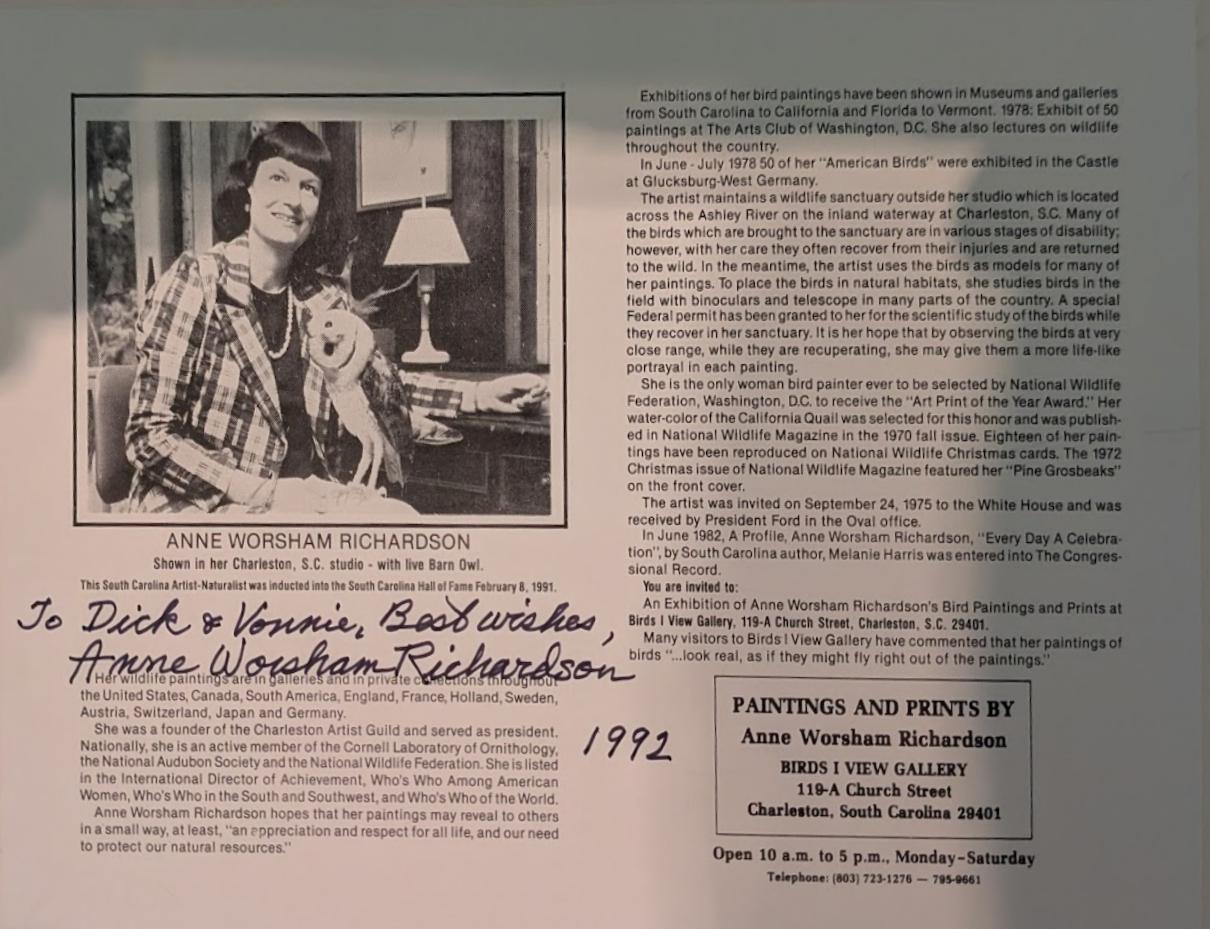 ANNE WORSHAM RICHARDSON
Shown in her Charleston, S.C. studio - with live Barn Owl.
This South Carolina Artist-Naturalist was inducted into the South Carolina Hall of Fame February 8, 1991.
To Dick & Vonnie, Best wishes,
Anne Worsham Richardson
1992
Her wildlife paintings are in galleries and in private collections throughout
the United States, Canada, South America, England, France, Holland, Sweden,
Austria, Switzerland, Japan and Germany.
She was a founder of the Charleston Artist Guild and served as president.
Nationally, she is an active member of the Cornell Laboratory of Ornithology,
the National Audubon Society and the National Wildlife Federation. She is listed
in the International Director of Achievement, Who's Who Among American
Women, Who's Who in the South and Southwest, and Who's Who of the World.
Anne Worsham Richardson hopes that her paintings may reveal to others
in a small way, at least, "an appreciation and respect for all life, and our need
to protect our natural resources."
Exhibitions of her bird paintings have been shown in Museums and galleries
from South Carolina to California and Florida to Vermont. 1978: Exhibit of 50
paintings at The Arts Club of Washington, D.C. She also lectures on wildlife
throughout the country.
In June - July 1978 50 of her "American Birds" were exhibited in the Castle
at Glucksburg-West Germany.
The artist maintains a wildlife sanctuary outside her studio which is located
across the Ashley River on the inland waterway at Charleston, S.C. Many of
the birds which are brought to the sanctuary are in various stages of disability;
however, with her care they often recover from their injuries and are returned
to the wild. In the meantime, the artist uses the birds as models for many of
her paintings. To place the birds in natural habitats, she studies birds in the
field with binoculars and telescope in many parts of the country. A special
Federal permit has been granted to her for the scientific study of the birds while
they recover in her sanctuary. It is her hope that by observing the birds at very
close range, while they are recuperating, she may give them a more life-like
portrayal in each painting.
She is the only woman bird painter ever to be selected by National Wildlife
Federation, Washington, D.C. to receive the "Art Print of the Year Award." Her
water-color of the California Quail was selected for this honor and was publish-
ed in National Wildlife Magazine in the 1970 fall issue. Eighteen of her pain-
tings have been reproduced on National Wildlife Christmas cards. The 1972
Christmas issue of National Wildlife Magazine featured her "Pine Grosbeaks"
on the front cover.
The artist was invited on September 24, 1975 to the White House and was
received by President Ford in the Oval office.
In June 1982, A Profile, Anne Worsham Richardson, "Every Day A Celebra-
tion", by South Carolina author, Melanie Harris was entered into The Congres-
sional Record.
You are invited to:
An Exhibition of Anne Worsham Richardson's Bird Paintings and Prints at
Birds I View Gallery, 119-A Church Street, Charleston, S.C. 29401.
Many visitors to Birds I View Gallery have commented that her paintings of
birds "...look real, as if they might fly right out of the paintings."
PAINTINGS AND PRINTS BY
Anne Worsham Richardson
BIRDS I VIEW GALLERY
119-A Church Street
Charleston, South Carolina 29401
Open 10 a.m. to 5 p.m., Monday-Saturday
Telephone: (803) 723-1276 — 795-9661